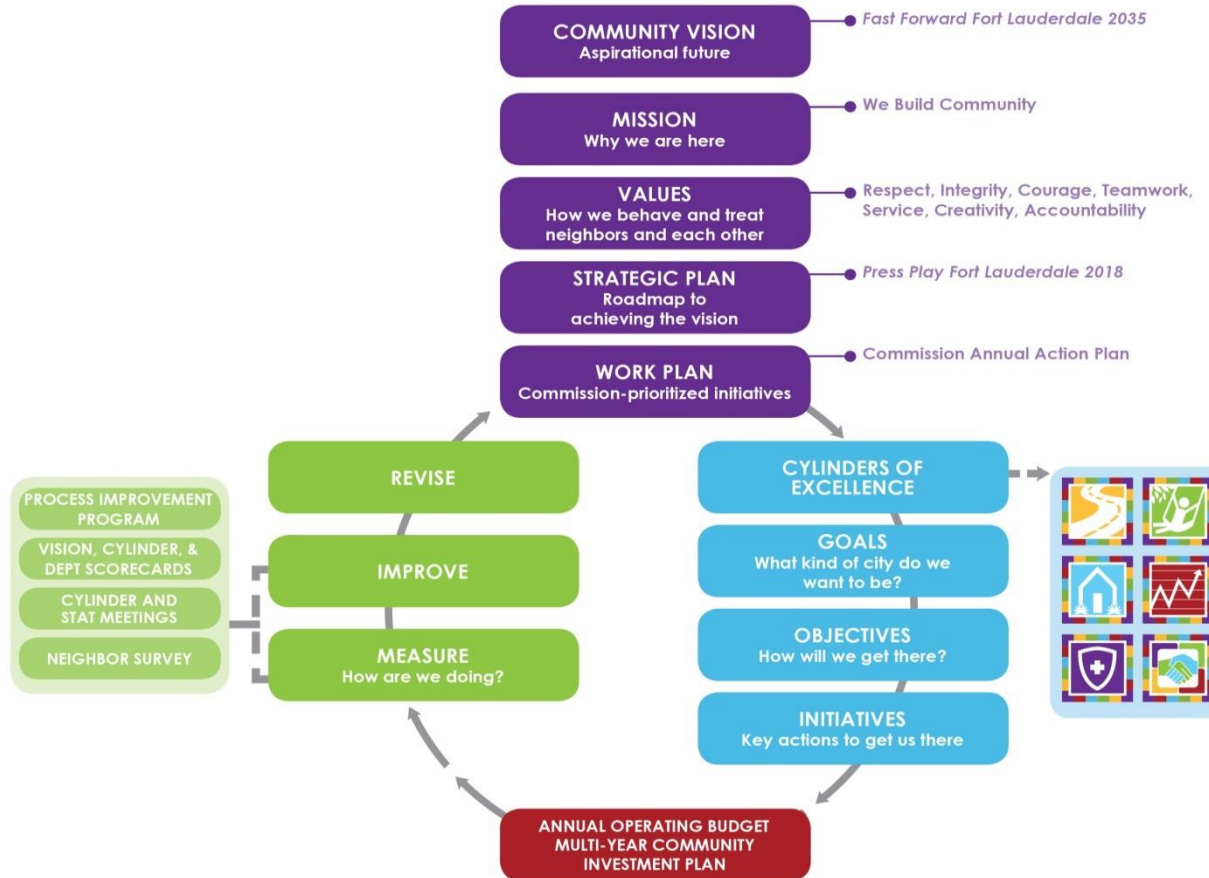 COMMUNITY VISION
Aspirational future
Fast Forward Fort Lauderdale 2035
MISSION
Why we are here
We Build Community
VALUES
How we behave and treat
neighbors and each other
Respect, Integrity, Courage, Teamwork,
Service, Creativity, Accountability
STRATEGIC PLAN
Roadmap to
achieving the vision
Press Play Fort Lauderdale 2018
WORK PLAN
Commission-prioritized initiatives
Commission Annual Action Plan
CYLINDERS OF
EXCELLENCE
GOALS
What kind of city do we
want to be?
OBJECTIVES
How will we get there?
INITIATIVES
Key actions to get us there
ANNUAL OPERATING BUDGET
MULTI-YEAR COMMUNITY
INVESTMENT PLAN
MEASURE
How are we doing?
IMPROVE
REVISE
PROCESS IMPROVEMENT
PROGRAM
VISION, CYLINDER, &
DEPT SCORECARDS
CYLINDER AND
STAT MEETINGS
NEIGHBOR SURVEY